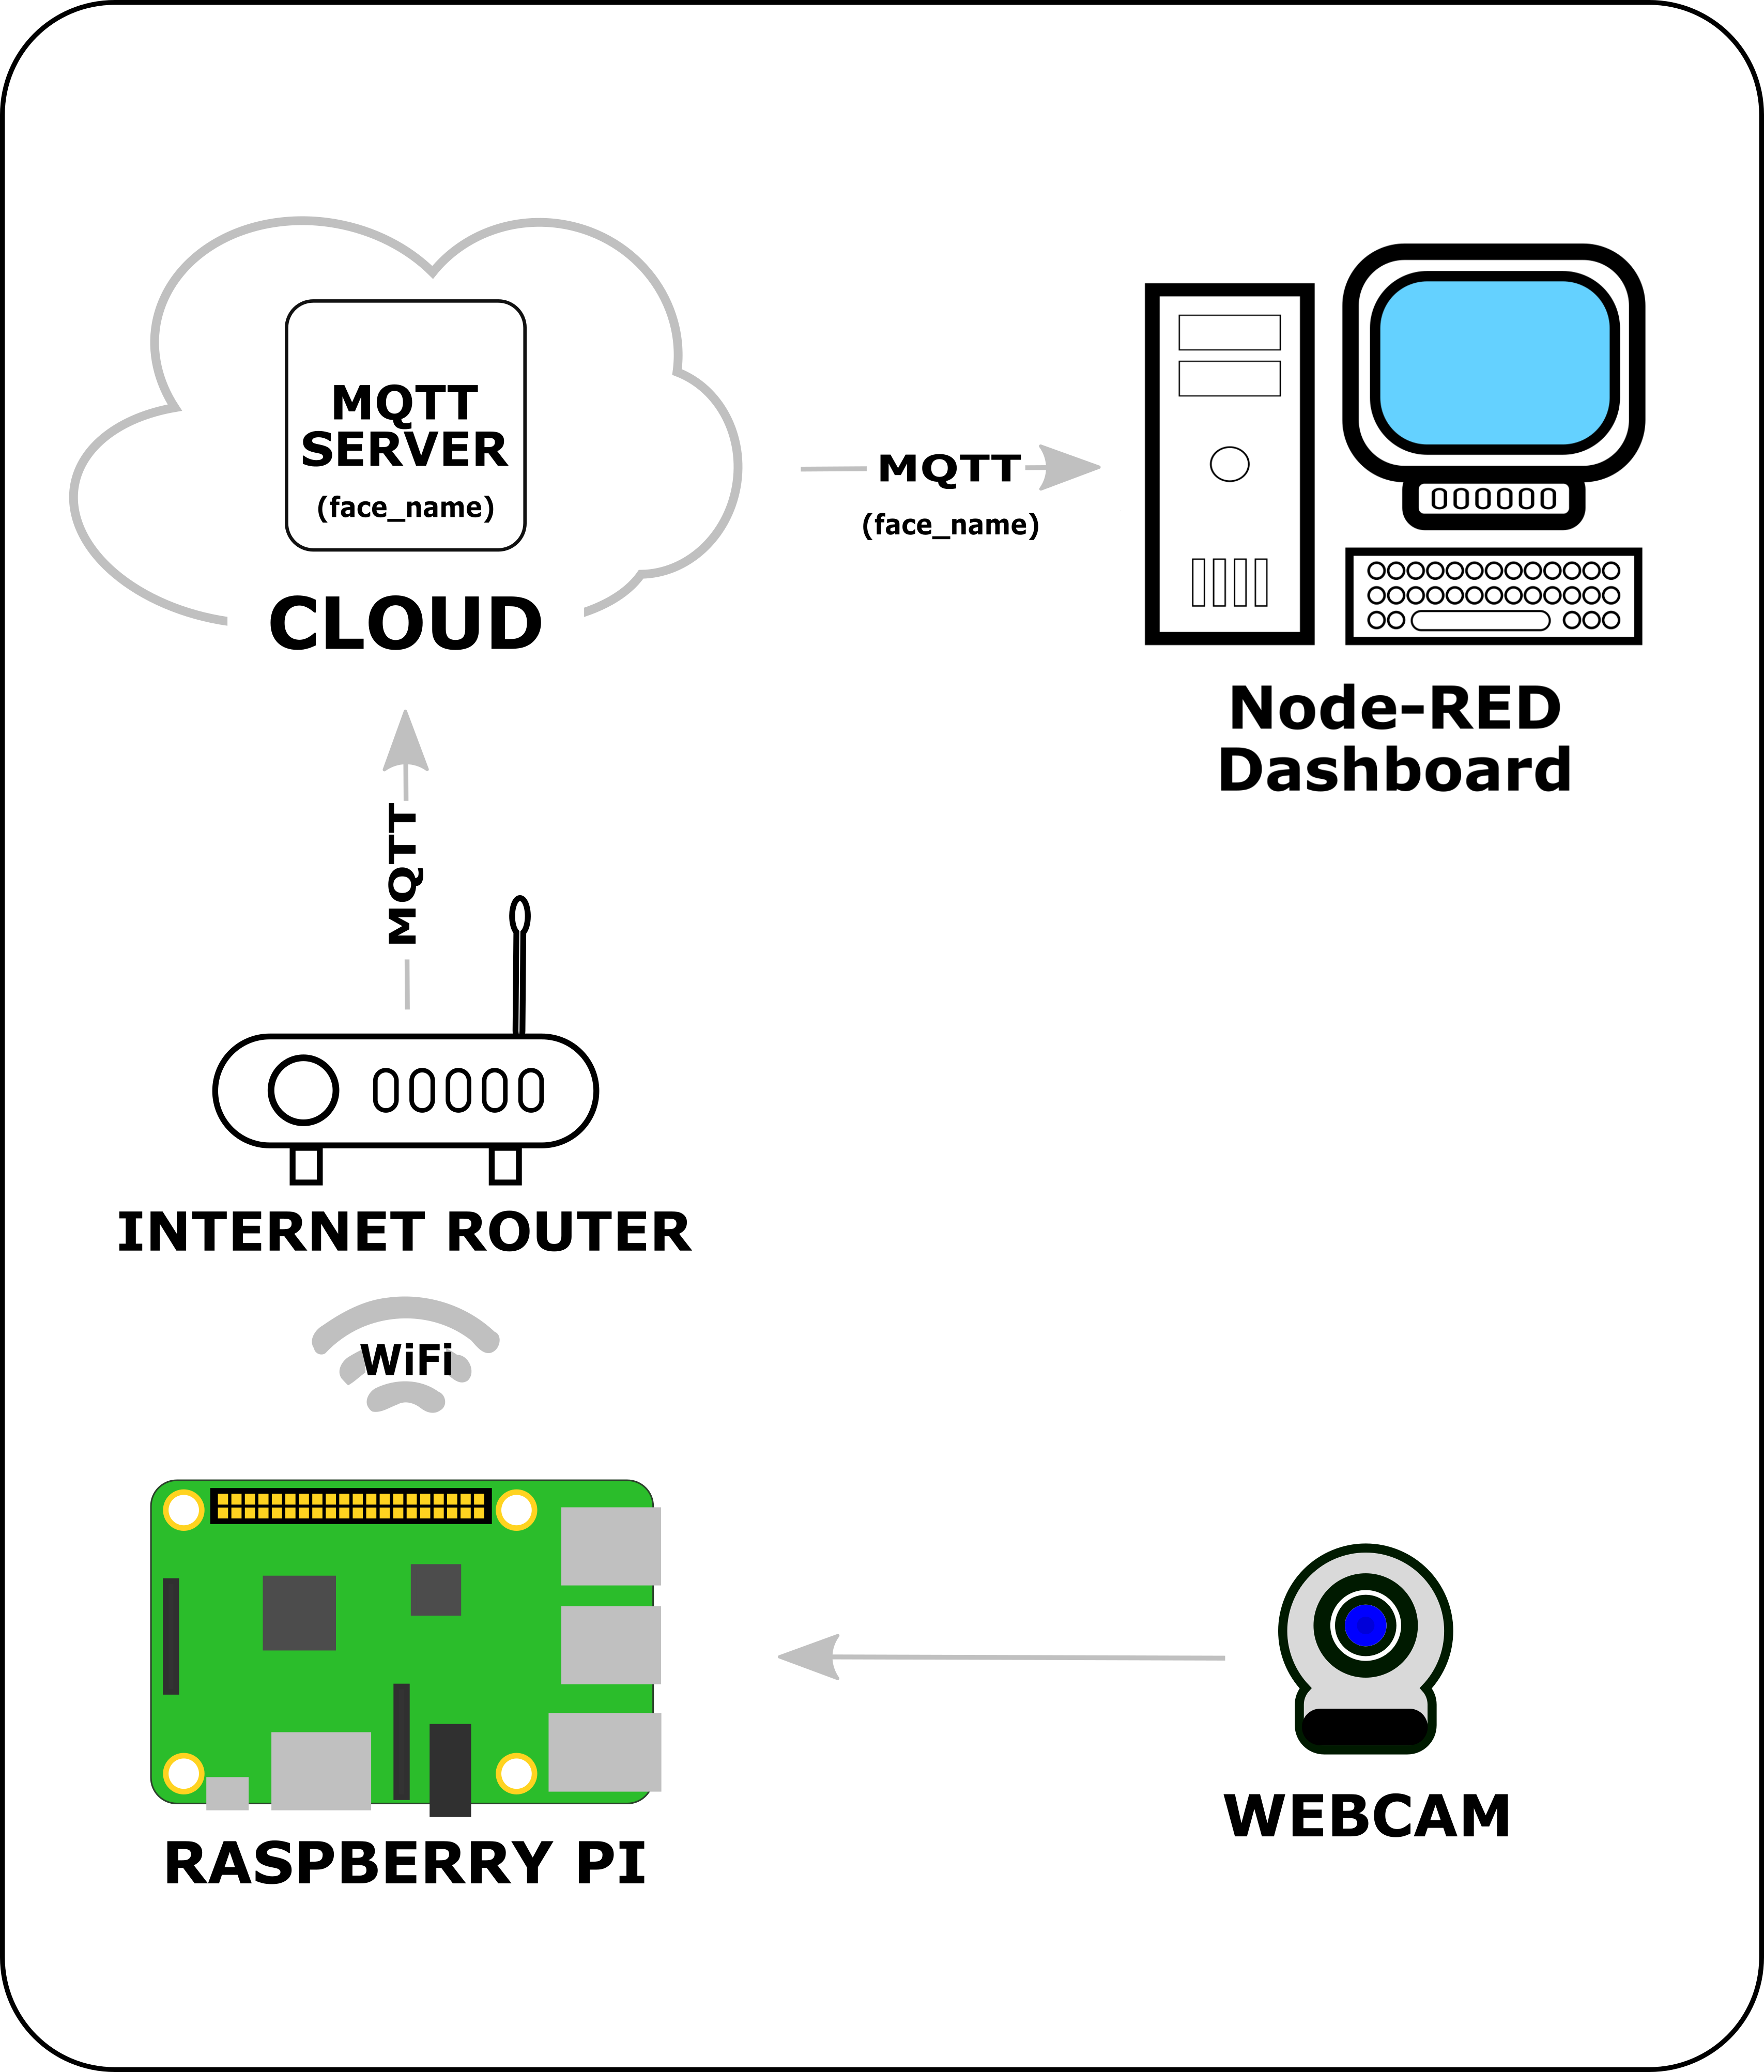 MQTT
SERVER
(face_name)
CLOUD
MQTT
(face_name)
Node-RED
Dashboard
MQTT
INTERNET ROUTER
WiFi
RASPBERRY PI
WEBCAM